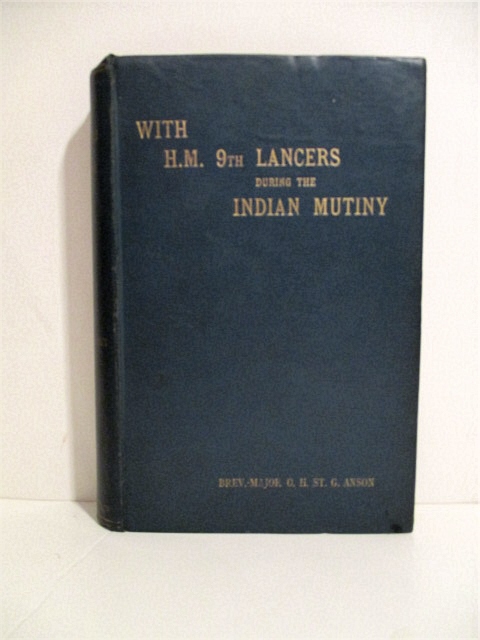 WITH
H.M. 9TH LANCERS
DURING THE
INDIAN MUTINY
BREV.-MAJOR O. H. ST. G. ANSON